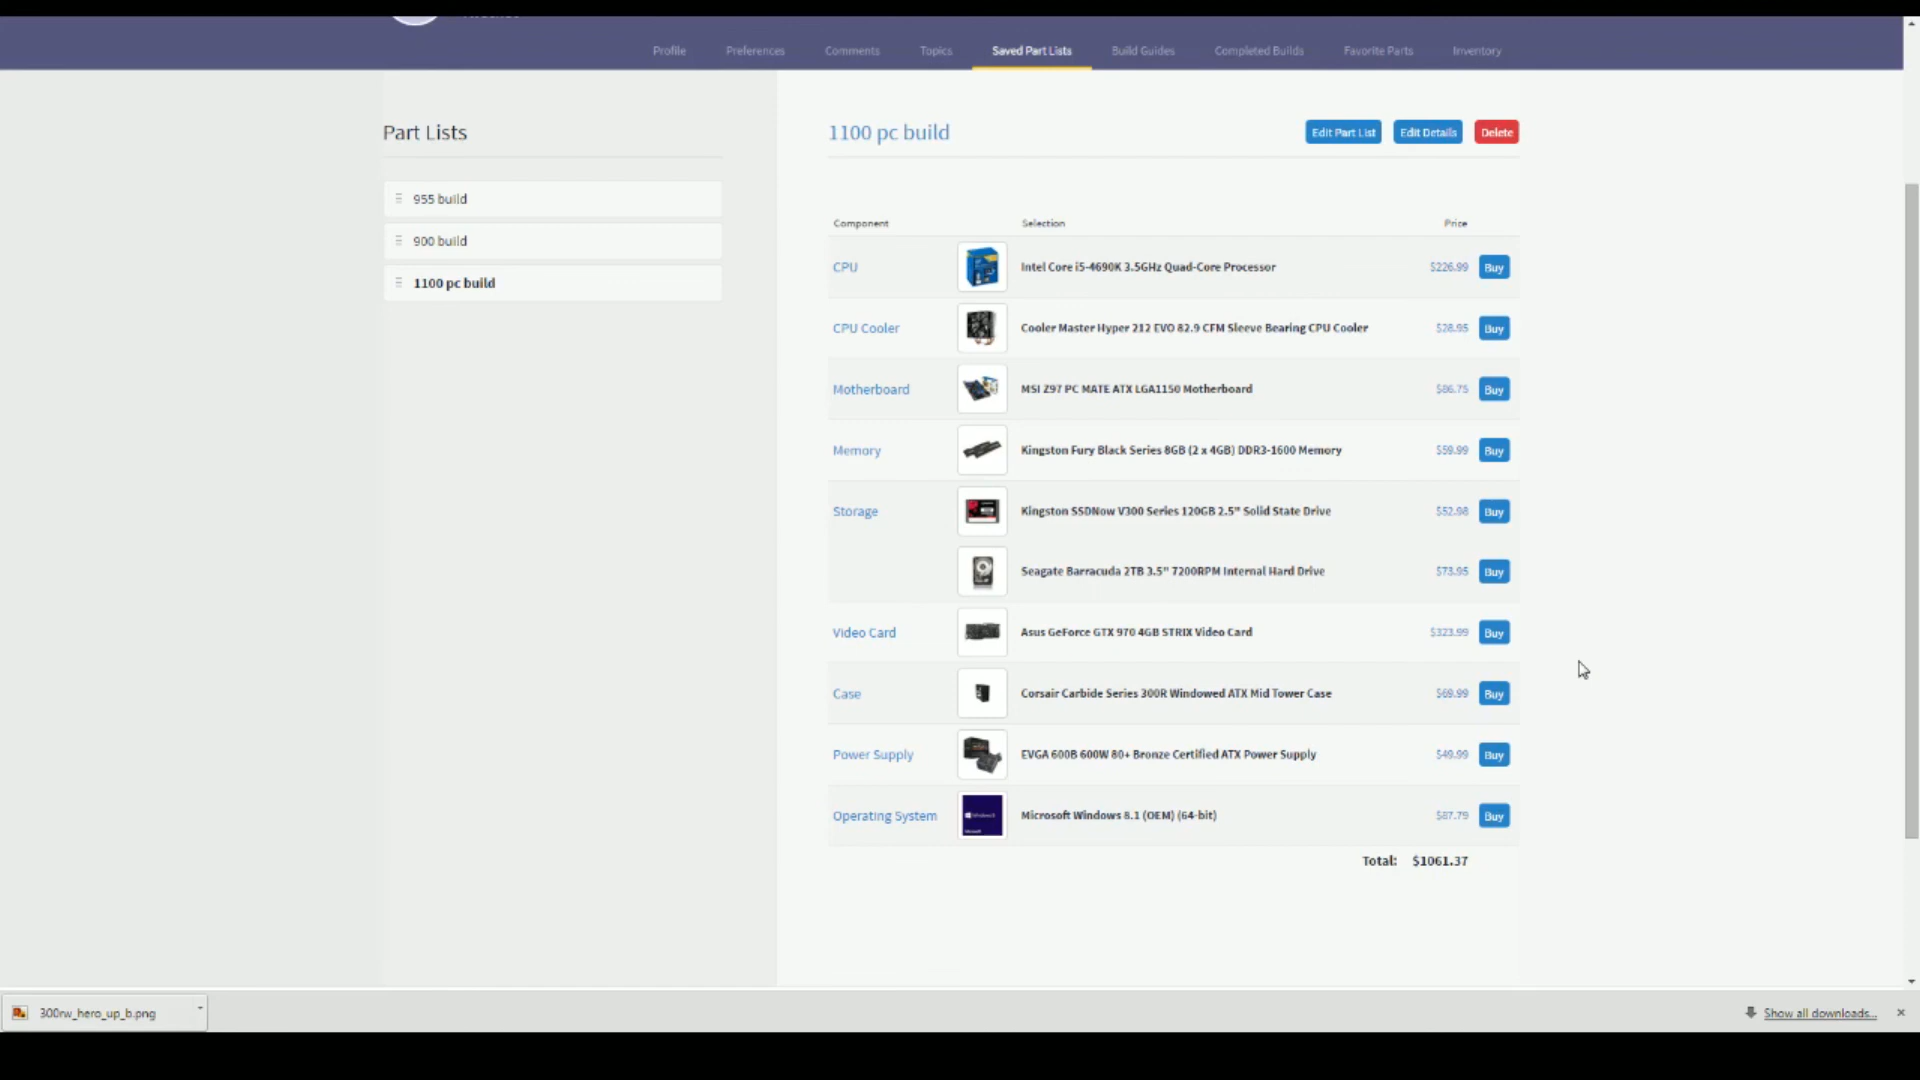 Profile Preferences Comments Topics Saved Part Lists Build Guides Completed Builds Favorite Parts Inventory
Part Lists
955 build
900 build
1100 pc build
1100 pc build Edit Part List Edit Details Delete
Component Selection Price
CPU Intel Core i5-4690K 3.5GHz Quad-Core Processor $226.99 Buy
CPU Cooler Cooler Master Hyper 212 EVO 82.9 CFM Sleeve Bearing CPU Cooler $28.95 Buy
Motherboard MSI Z97 PC MATE ATX LGA1150 Motherboard $86.75 Buy
Memory Kingston Fury Black Series 8GB (2 x 4GB) DDR3-1600 Memory $59.99 Buy
Storage Kingston SSDNow V300 Series 120GB 2.5" Solid State Drive $52.98 Buy
Seagate Barracuda 2TB 3.5" 7200RPM Internal Hard Drive $73.95 Buy
Video Card Asus GeForce GTX 970 4GB STRIX Video Card $323.99 Buy
Case Corsair Carbide Series 300R Windowed ATX Mid Tower Case $69.99 Buy
Power Supply EVGA 600B 600W 80+ Bronze Certified ATX Power Supply $49.99 Buy
Operating System Microsoft Windows 8.1 (OEM) (64-bit) $87.79 Buy
Total: $1061.37
300rw_hero_up_b.png Show all downloads...